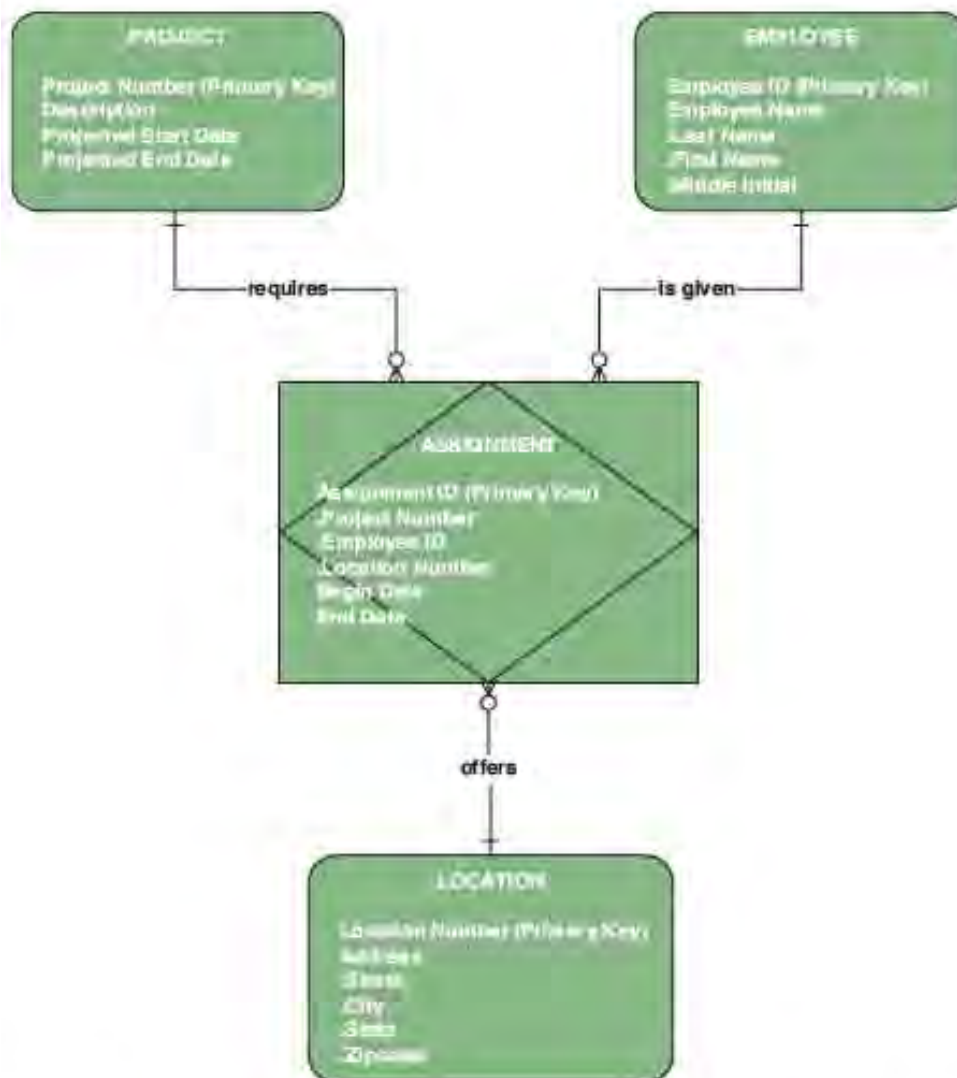 PROJECT
Project Number (Primary Key)
Description
Projected Start Date
Projected End Date
EMPLOYEE
Employee ID (Primary Key)
Employee Name
.Last Name
.First Name
.Middle Initial
requires
is given
ASSIGNMENT
Assignment ID (Primary Key)
.Project Number
.Employee ID
.Location Number
Begin Date
End Date
offers
LOCATION
Location Number (Primary Key)
Address
.Street
.City
.State
.Zipcode